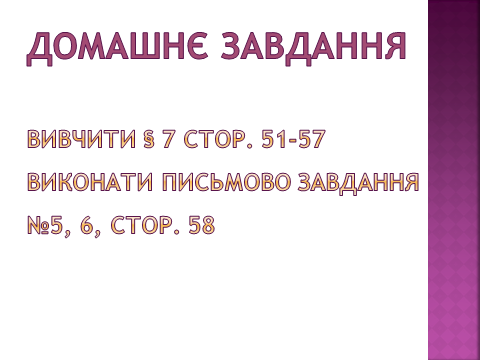 ДОМАШНЄ ЗАВДАННЯ
ВИВЧИТИ § 7 СТОР. 51-57
ВИКОНАТИ ПИСЬМОВО ЗАВДАННЯ
№5, 6, СТОР. 58